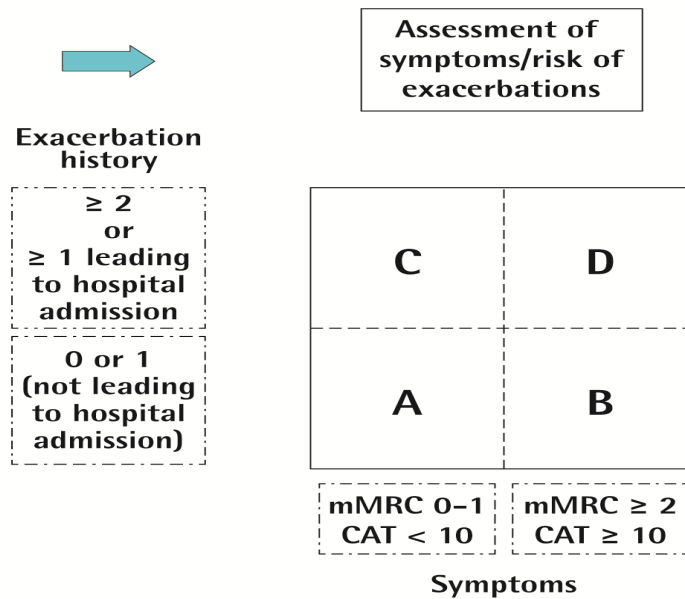 Assessment of
symptoms/risk of
exacerbations
Exacerbation
history
≥ 2
or
≥ 1 leading
to hospital
admission
0 or 1
(not leading
to hospital
admission)
C
D
A
B
mMRC 0–1
CAT < 10
mMRC ≥ 2
CAT ≥ 10
Symptoms